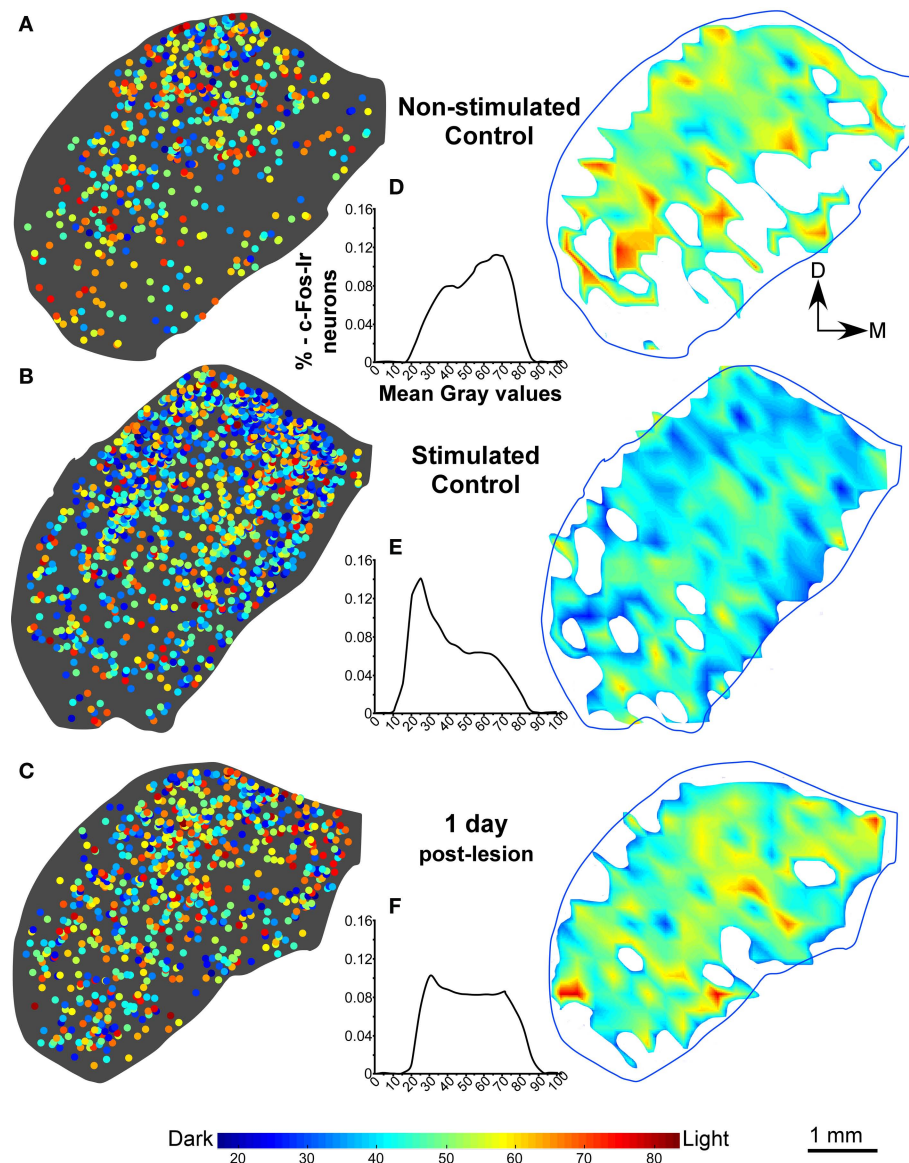 A
Non-stimulated
Control
D
% - c-Fos-Ir
neurons
0.16
0.12
0.08
0.04
0
0 20 30 40 50 60 70 80 90 100
Mean Gray values
D
M
B
Stimulated
Control
E
0.16
0.12
0.08
0.04
0
0 20 30 40 50 60 70 80 90 100
C
1 day
post-lesion
F
0.16
0.12
0.08
0.04
0
0 20 30 40 50 60 70 80 90 100
Dark
Light
20 30 40 50 60 70 80
1 mm